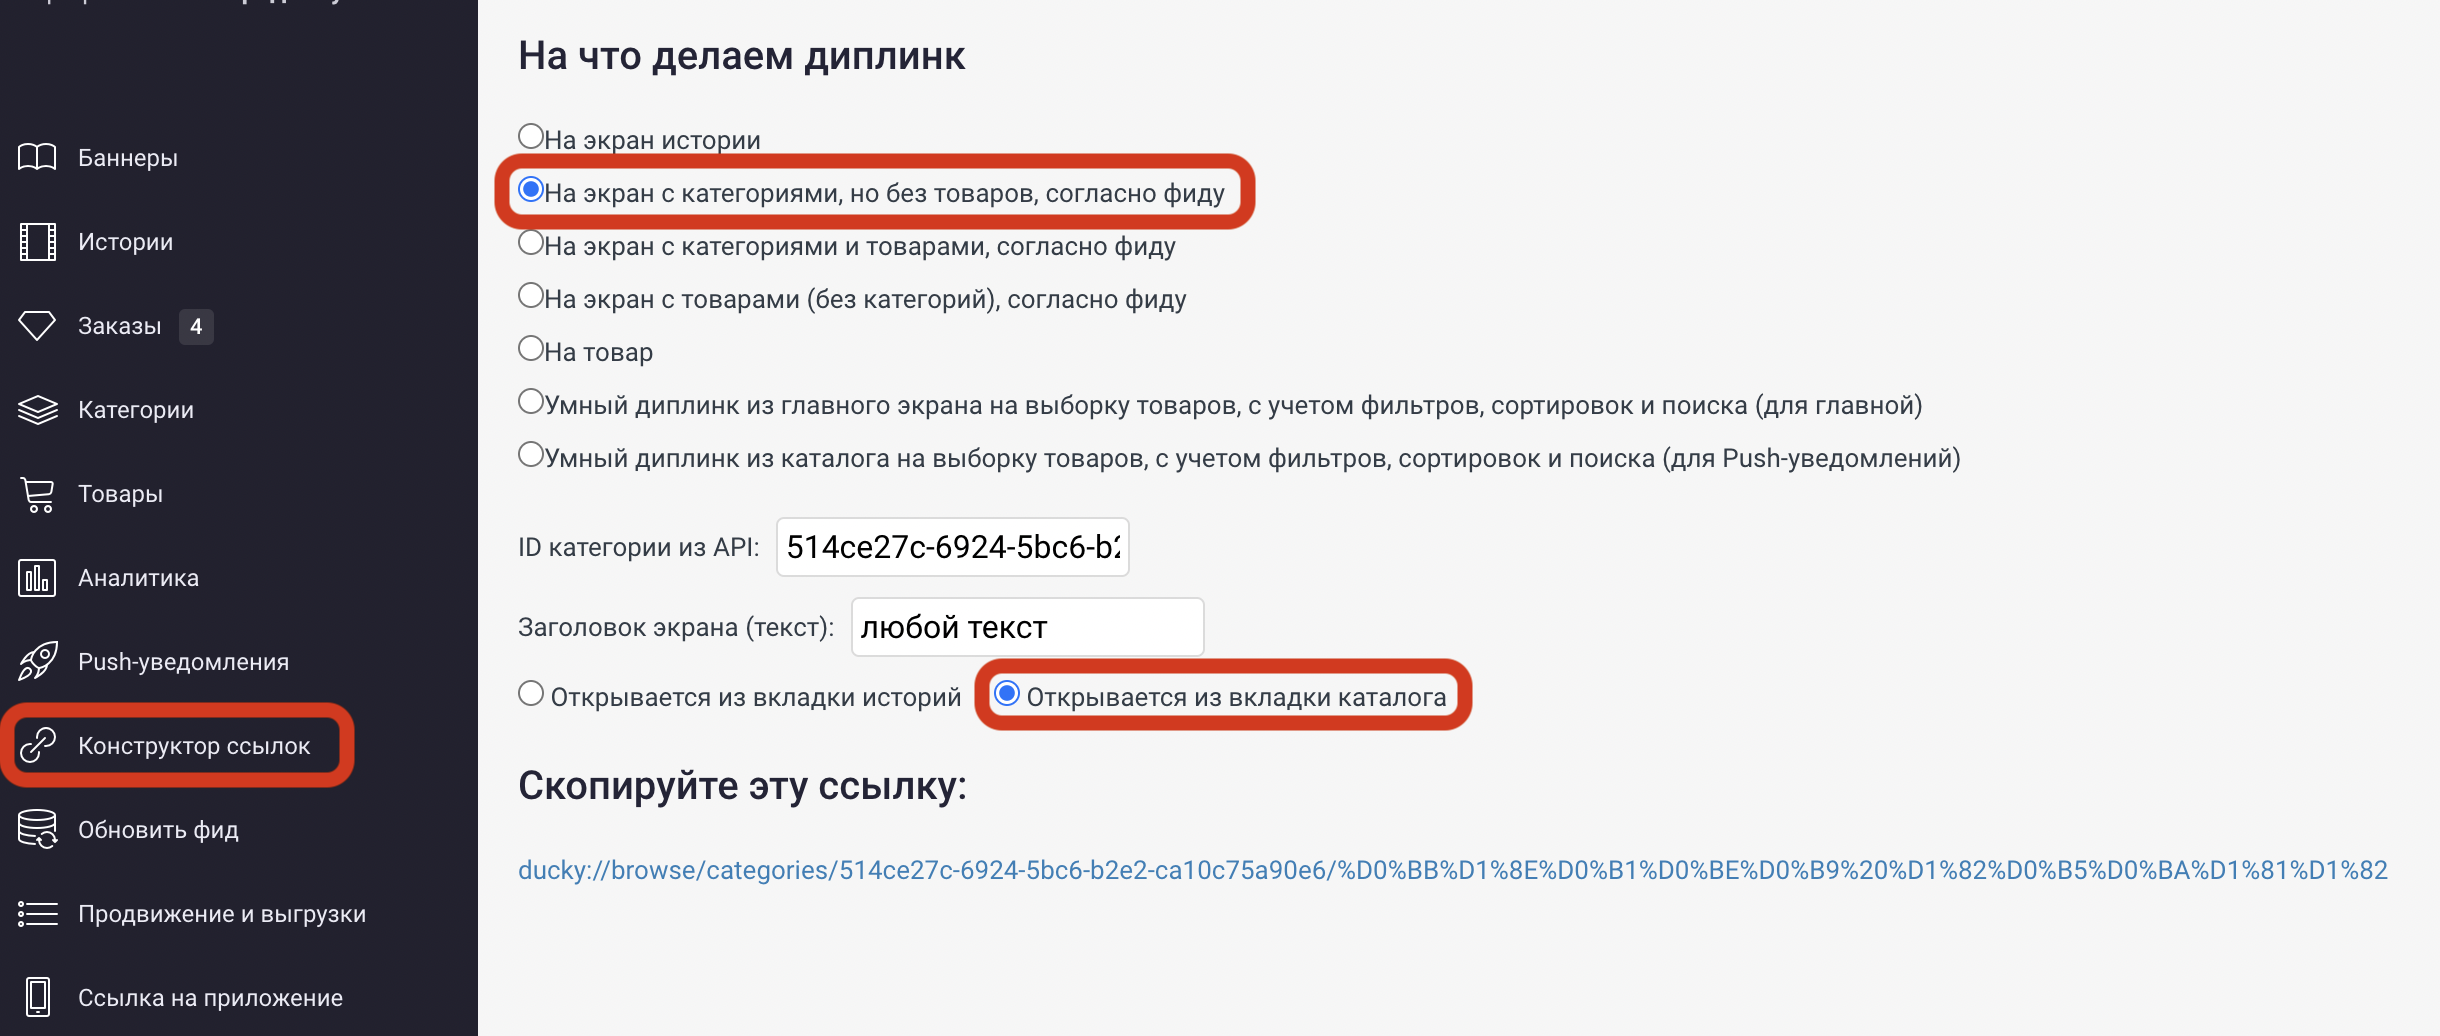 Баннеры
Истории
Заказы 4
Категории
Товары
Аналитика
Push-уведомления
Конструктор ссылок
Обновить фид
Продвижение и выгрузки
Ссылка на приложение
На что делаем диплинк
На экран истории
На экран с категориями, но без товаров, согласно фиду
На экран с категориями и товарами, согласно фиду
На экран с товарами (без категорий), согласно фиду
На товар
Умный диплинк из главного экрана на выборку товаров, с учетом фильтров, сортировок и поиска (для главной)
Умный диплинк из каталога на выборку товаров, с учетом фильтров, сортировок и поиска (для Push-уведомлений)
ID категории из API: 514ce27c-6924-5bc6-b2
Заголовок экрана (текст): любой текст
Открывается из вкладки историй Открывается из вкладки каталога
Скопируйте эту ссылку:
ducky://browse/categories/514ce27c-6924-5bc6-b2e2-ca10c75a90e6/%D0%BB%D1%8E%D0%B1%D0%BE%D0%B9%20%D1%82%D0%B5%D0%BA%D1%81%D1%82